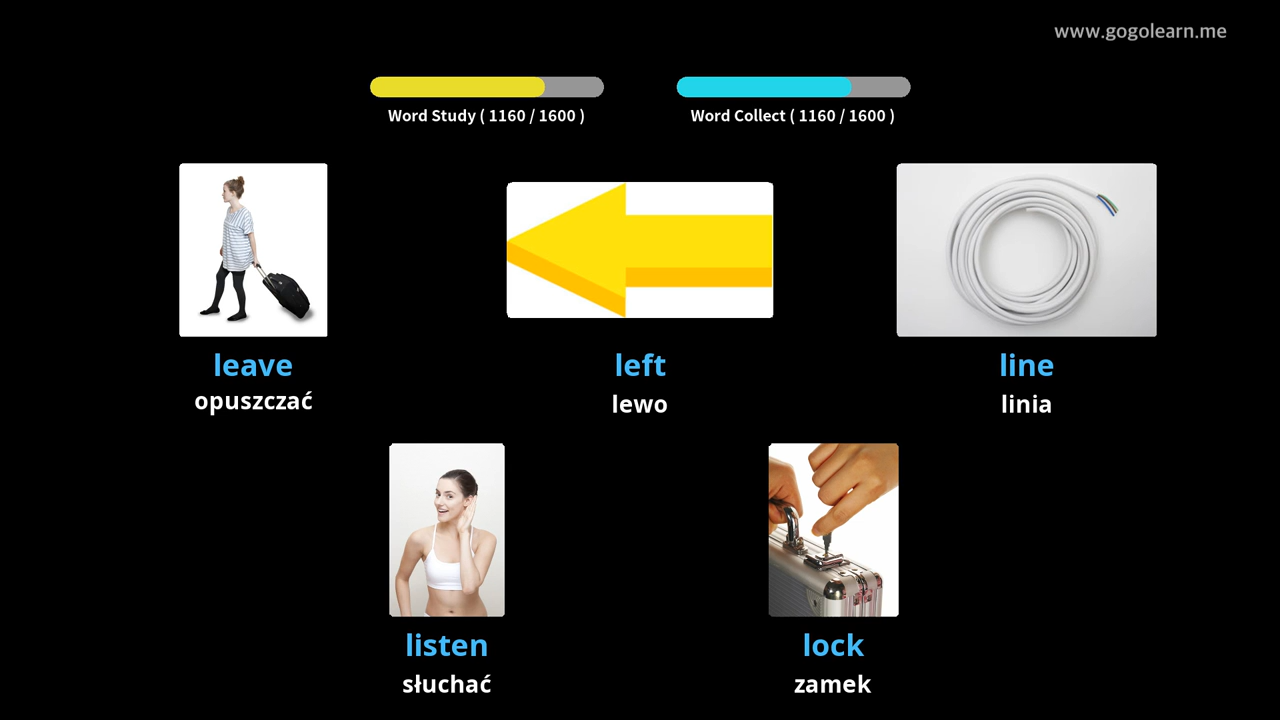 www.gogolearn.me
Word Study ( 1160 / 1600 )
Word Collect ( 1160 / 1600 )
leave
opuszczać
left
lewo
line
linia
listen
słuchać
lock
zamek